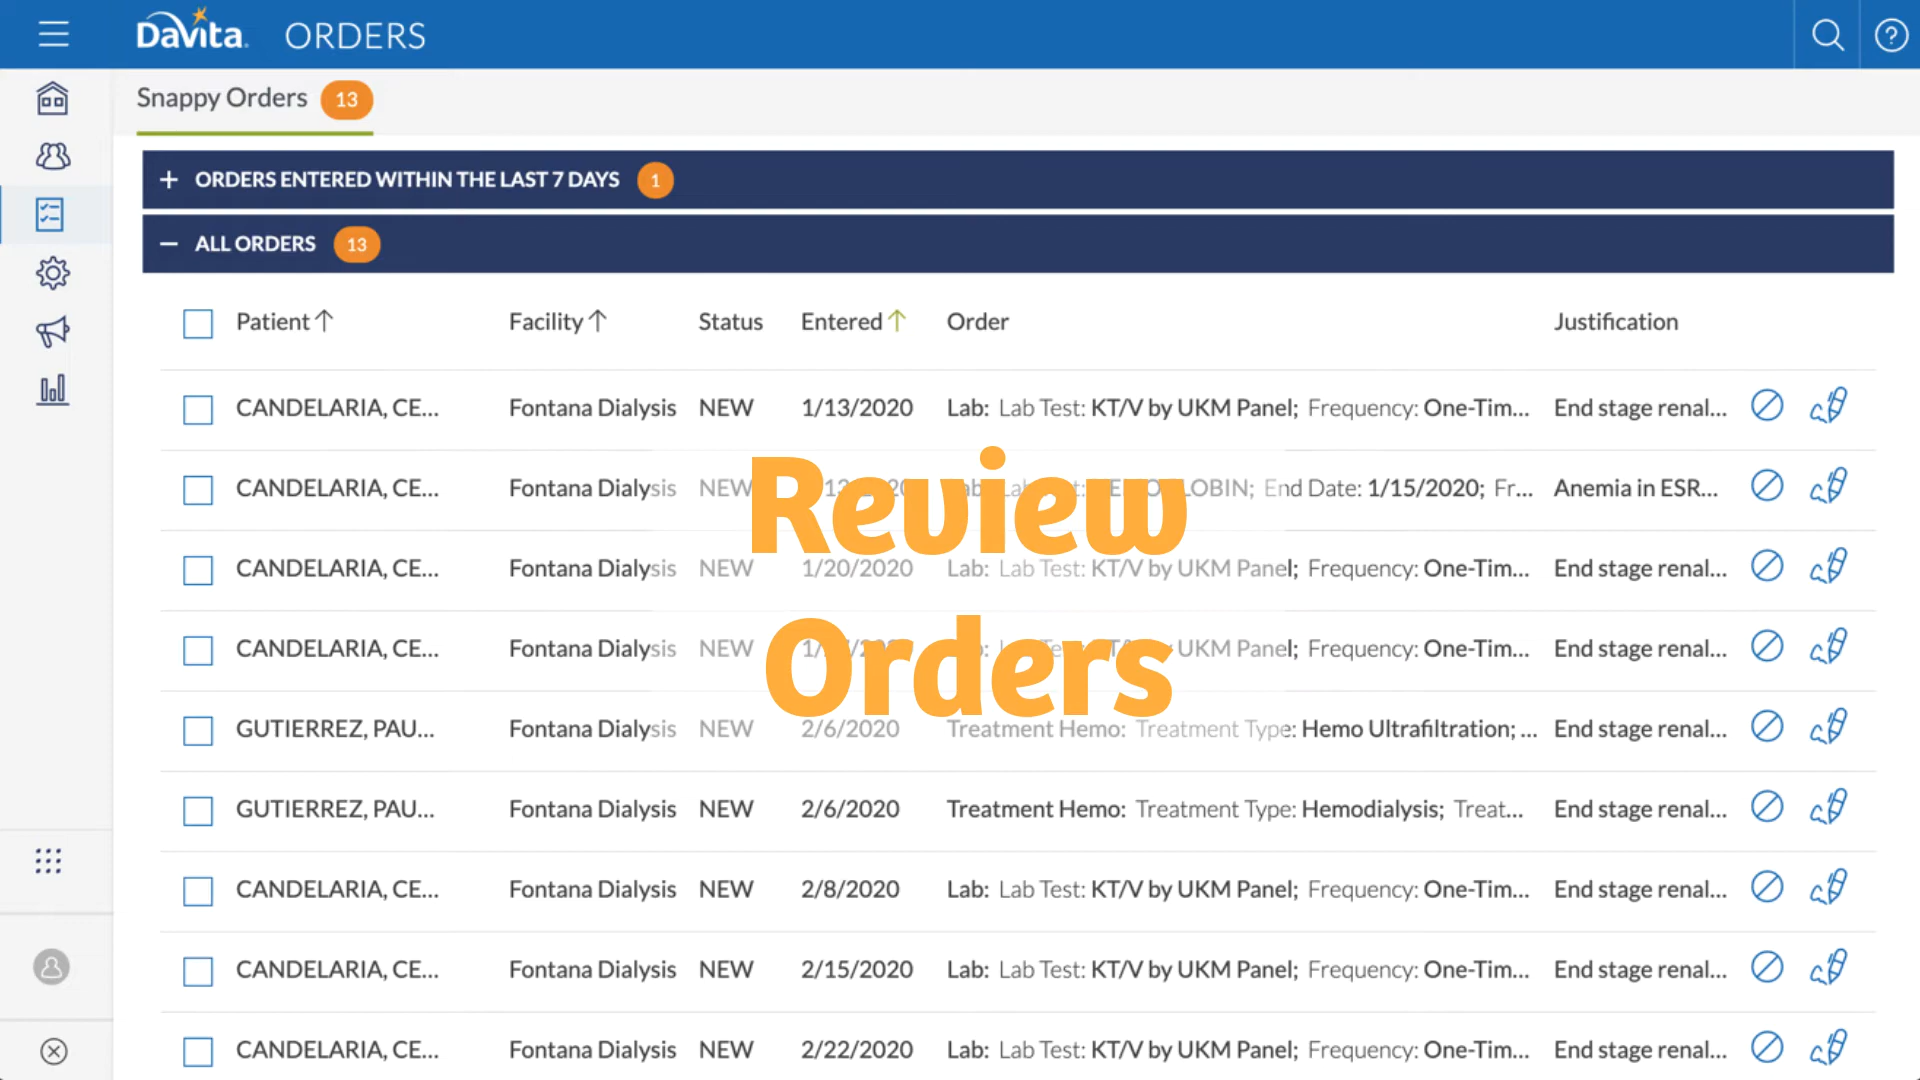 DaVita. ORDERS
Snappy Orders 13
+ ORDERS ENTERED WITHIN THE LAST 7 DAYS 1
− ALL ORDERS 13
Patient↑ Facility↑ Status Entered↑ Order Justification
CANDELARIA, CE... Fontana Dialysis NEW 1/13/2020 Lab: Lab Test: KT/V by UKM Panel; Frequency: One-Tim... End stage renal...
CANDELARIA, CE... Fontana Dialysis NEW End Date: 1/15/2020; Fr... Anemia in ESR...
CANDELARIA, CE... Fontana Dialysis NEW 1/20/2020 Lab: Lab Test: KT/V by UKM Panel; Frequency: One-Tim... End stage renal...
CANDELARIA, CE... Fontana Dialysis NEW UKM Panel; Frequency: One-Tim... End stage renal...
GUTIERREZ, PAU... Fontana Dialysis NEW 2/6/2020 Treatment Hemo: Treatment Type: Hemo Ultrafiltration; ... End stage renal...
GUTIERREZ, PAU... Fontana Dialysis NEW 2/6/2020 Treatment Hemo: Treatment Type: Hemodialysis; Treat... End stage renal...
CANDELARIA, CE... Fontana Dialysis NEW 2/8/2020 Lab: Lab Test: KT/V by UKM Panel; Frequency: One-Tim... End stage renal...
CANDELARIA, CE... Fontana Dialysis NEW 2/15/2020 Lab: Lab Test: KT/V by UKM Panel; Frequency: One-Tim... End stage renal...
CANDELARIA, CE... Fontana Dialysis NEW 2/22/2020 Lab: Lab Test: KT/V by UKM Panel; Frequency: One-Tim... End stage renal...
Review
Orders